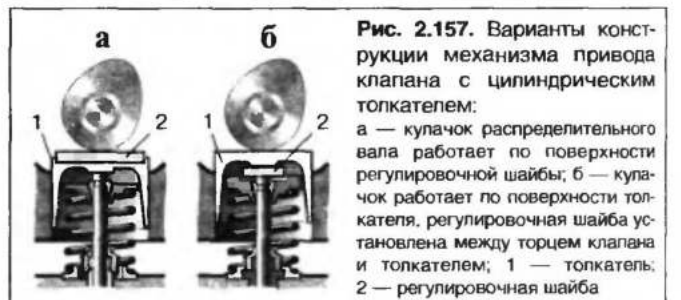 а б
1 2 1 2
Рис. 2.157. Варианты конст-
рукции механизма привода
клапана с цилиндрическим
толкателем:
а — кулачок распределительного
вала работает по поверхности
регулировочной шайбы; б — кула-
чок работает по поверхности тол-
кателя, регулировочная шайба ус-
тановлена между торцем клапана
и толкателем; 1 — толкатель;
2 — регулировочная шайба